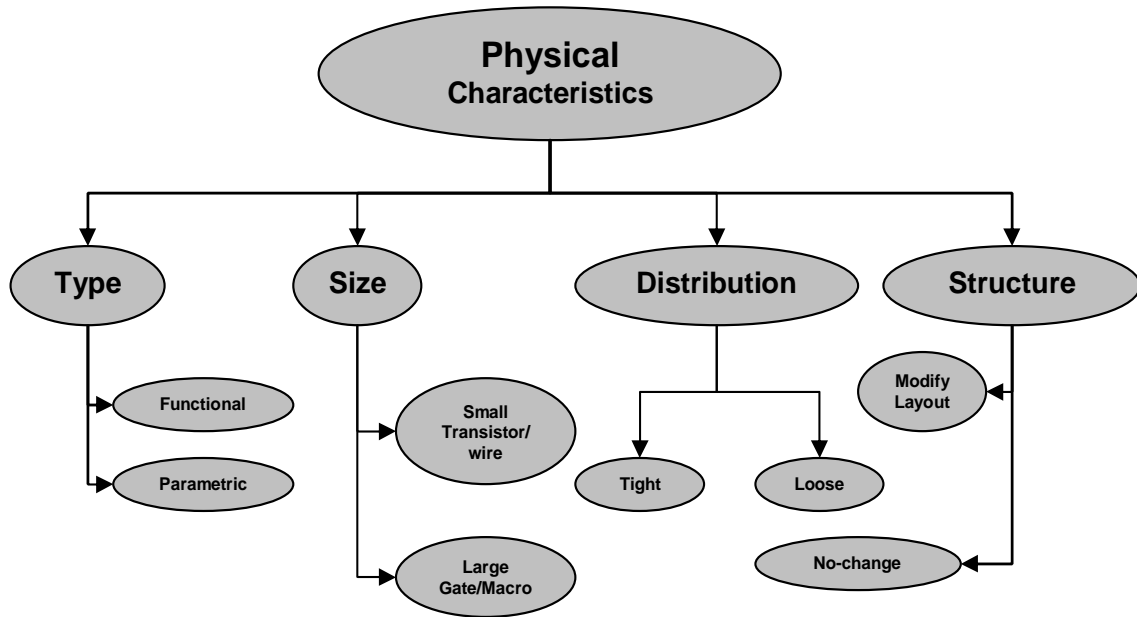 Physical
Characteristics
Type
Size
Distribution
Structure
Functional
Parametric
Small
Transistor/
wire
Large
Gate/Macro
Tight
Loose
Modify
Layout
No-change